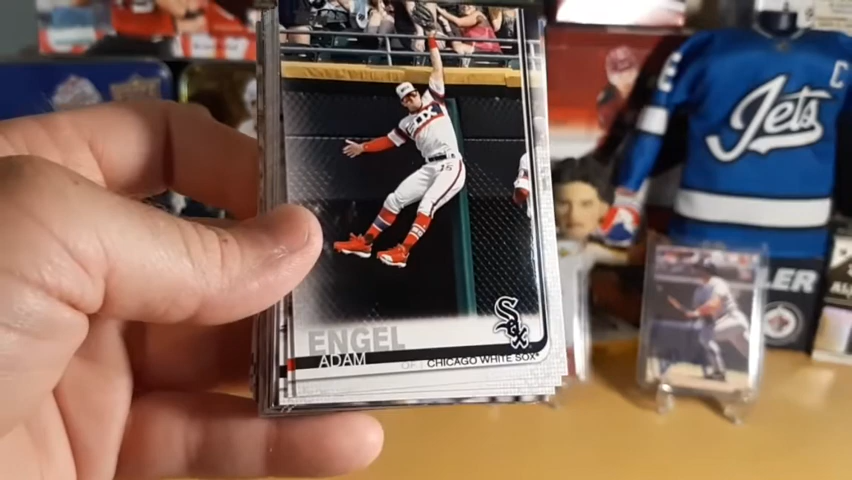 SOX
15
ENGEL
ADAM
OF
CHICAGO WHITE SOX
Sox
C
Jets
LER